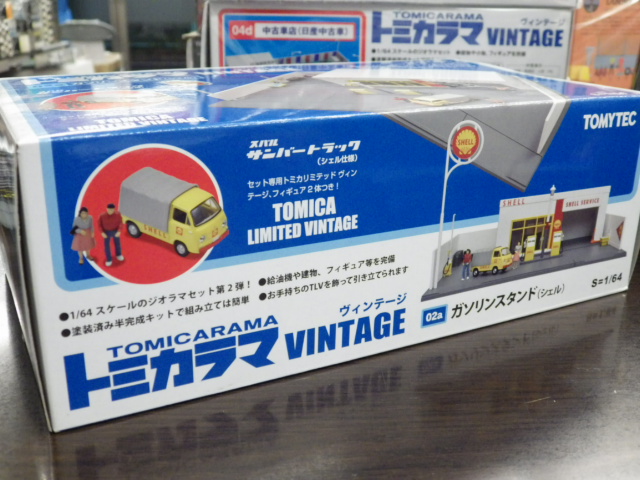 04d 中古車店(日産中古車)
TOMICARAMA
トミカラマ VINTAGE
ヴィンテージ
TOMICA
LIMITED VINTAGE
TOMYTEC
スバル
サンバートラック
(シェル仕様)
セット専用トミカリミテッド ヴィン
テージ、フィギュア2体つき!
TOMICA
LIMITED VINTAGE
SHELL
SHELL
SHELL SERVICE
SHELL
●1/64 スケールのジオラマセット第2弾!
●塗装済み半完成キットで組み立ては簡単
●給油機や建物、フィギュア等を完備
●お手持ちのTLVを飾って引き立てられます
TOMICARAMA
ヴィンテージ
トミカラマ VINTAGE
02a ガソリンスタンド(シェル)
S=1/64